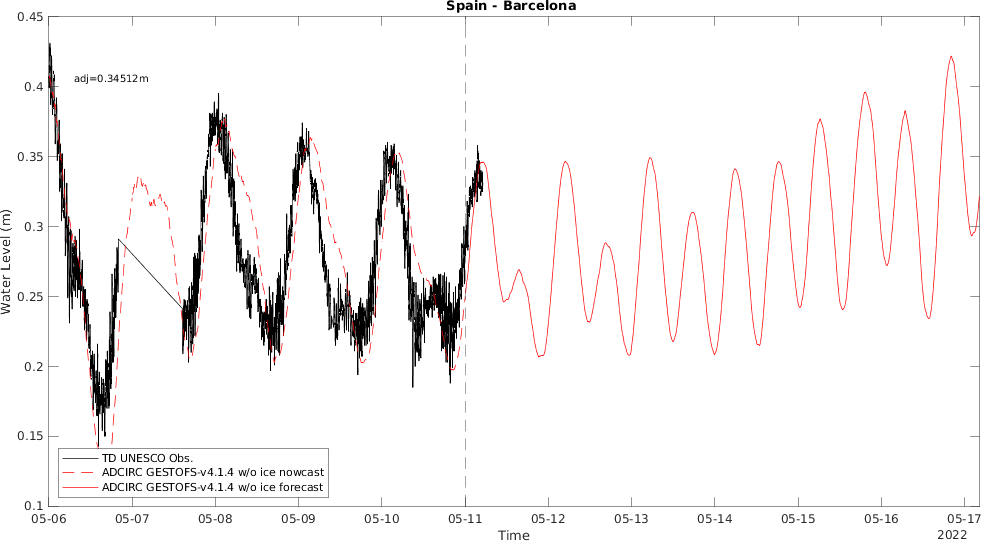 Spain - Barcelona
0.45
0.4
0.35
0.3
0.25
0.2
0.15
0.1
Water Level (m)
adj=0.34512m
TD UNESCO Obs.
ADCIRC GESTOFS-v4.1.4 w/o ice nowcast
ADCIRC GESTOFS-v4.1.4 w/o ice forecast
05-06 05-07 05-08 05-09 05-10 05-11 05-12 05-13 05-14 05-15 05-16 05-17
Time
2022